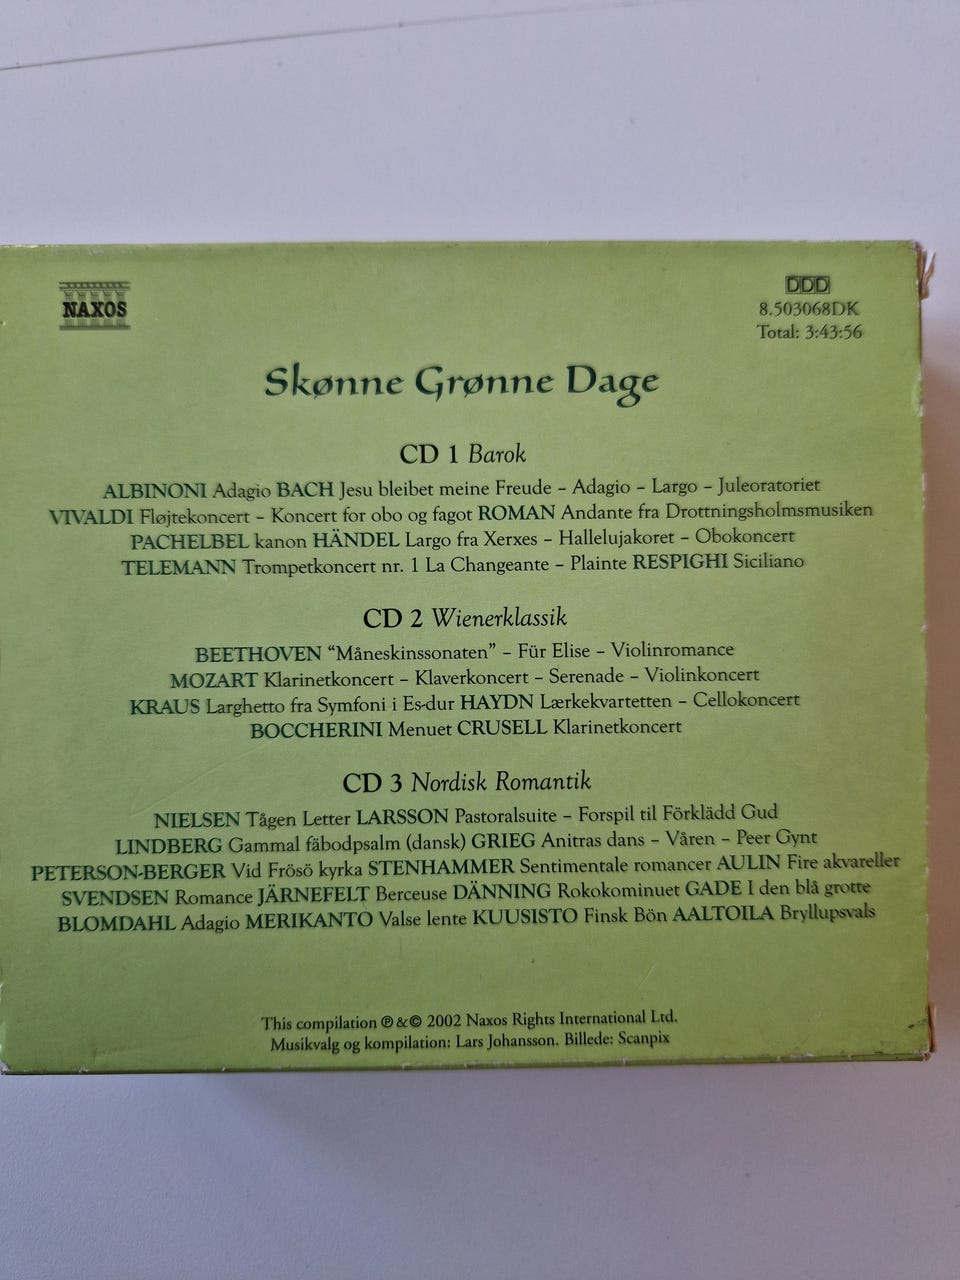 NAXOS
DDD
8.503068DK
Total: 3:43:56
Skønne Grønne Dage
CD 1 Barok
ALBINONI Adagio BACH Jesu bleibet meine Freude – Adagio – Largo – Juleoratoriet
VIVALDI Fløjtekoncert – Koncert for obo og fagot ROMAN Andante fra Drottningsholmsmusiken
PACHELBEL kanon HÄNDEL Largo fra Xerxes – Hallelujakoret – Obokoncert
TELEMANN Trompetkoncert nr. 1 La Changeante – Plainte RESPIGHI Siciliano
CD 2 Wienerklassik
BEETHOVEN “Måneskinssonaten” – Für Elise – Violinromance
MOZART Klarinetkoncert – Klaverkoncert – Serenade – Violinkoncert
KRAUS Larghetto fra Symfoni i Es-dur HAYDN Lærkekvartetten – Cellokoncert
BOCCHERINI Menuet CRUSELL Klarinetkoncert
CD 3 Nordisk Romantik
NIELSEN Tågen Letter LARSSON Pastoralsuite – Forspil til Förklädd Gud
LINDBERG Gammal fäbodpsalm (dansk) GRIEG Anitras dans – Våren – Peer Gynt
PETERSON-BERGER Vid Frösö kyrka STENHAMMER Sentimentale romancer AULIN Fire akvareller
SVENDSEN Romance JÄRNEFELT Berceuse DÄNNING Rokokominuet GADE I den blå grotte
BLOMDAHL Adagio MERIKANTO Valse lente KUUSISTO Finsk Bön AALTOILA Bryllupsvals
This compilation ℗ & © 2002 Naxos Rights International Ltd.
Musikvalg og kompilation: Lars Johansson. Billede: Scanpix